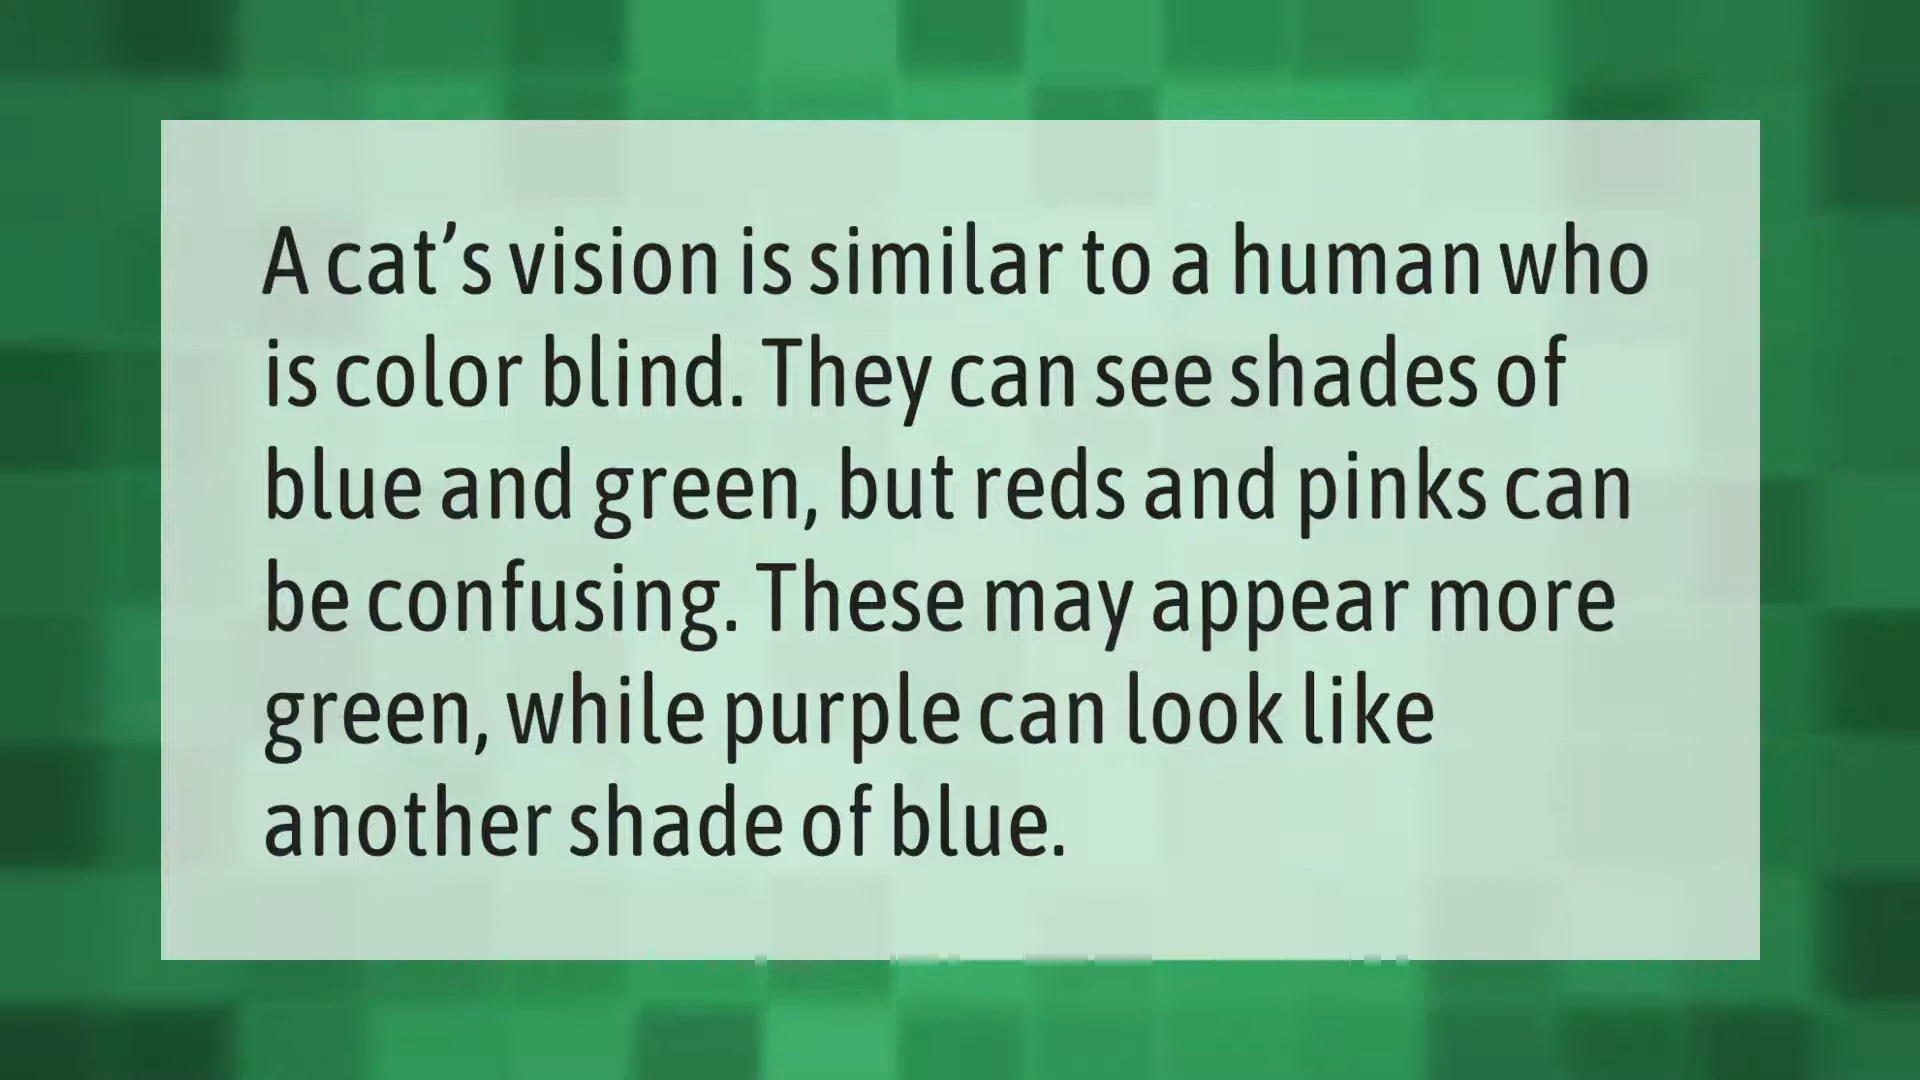 A cat’s vision is similar to a human who
is color blind. They can see shades of
blue and green, but reds and pinks can
be confusing. These may appear more
green, while purple can look like
another shade of blue.